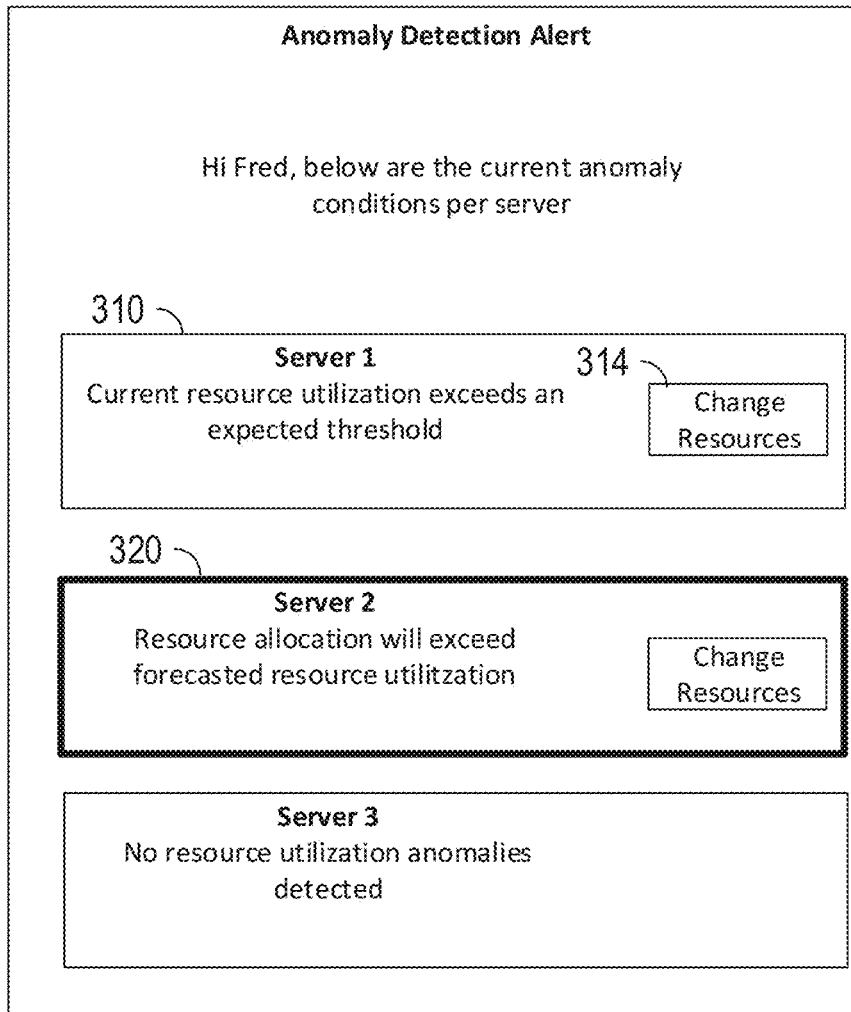 Anomaly Detection Alert
Hi Fred, below are the current anomaly
conditions per server
310
Server 1
314
Current resource utilization exceeds an
expected threshold
Change
Resources
320
Server 2
Resource allocation will exceed
forecasted resource utilitzation
Change
Resources
Server 3
No resource utilization anomalies
detected